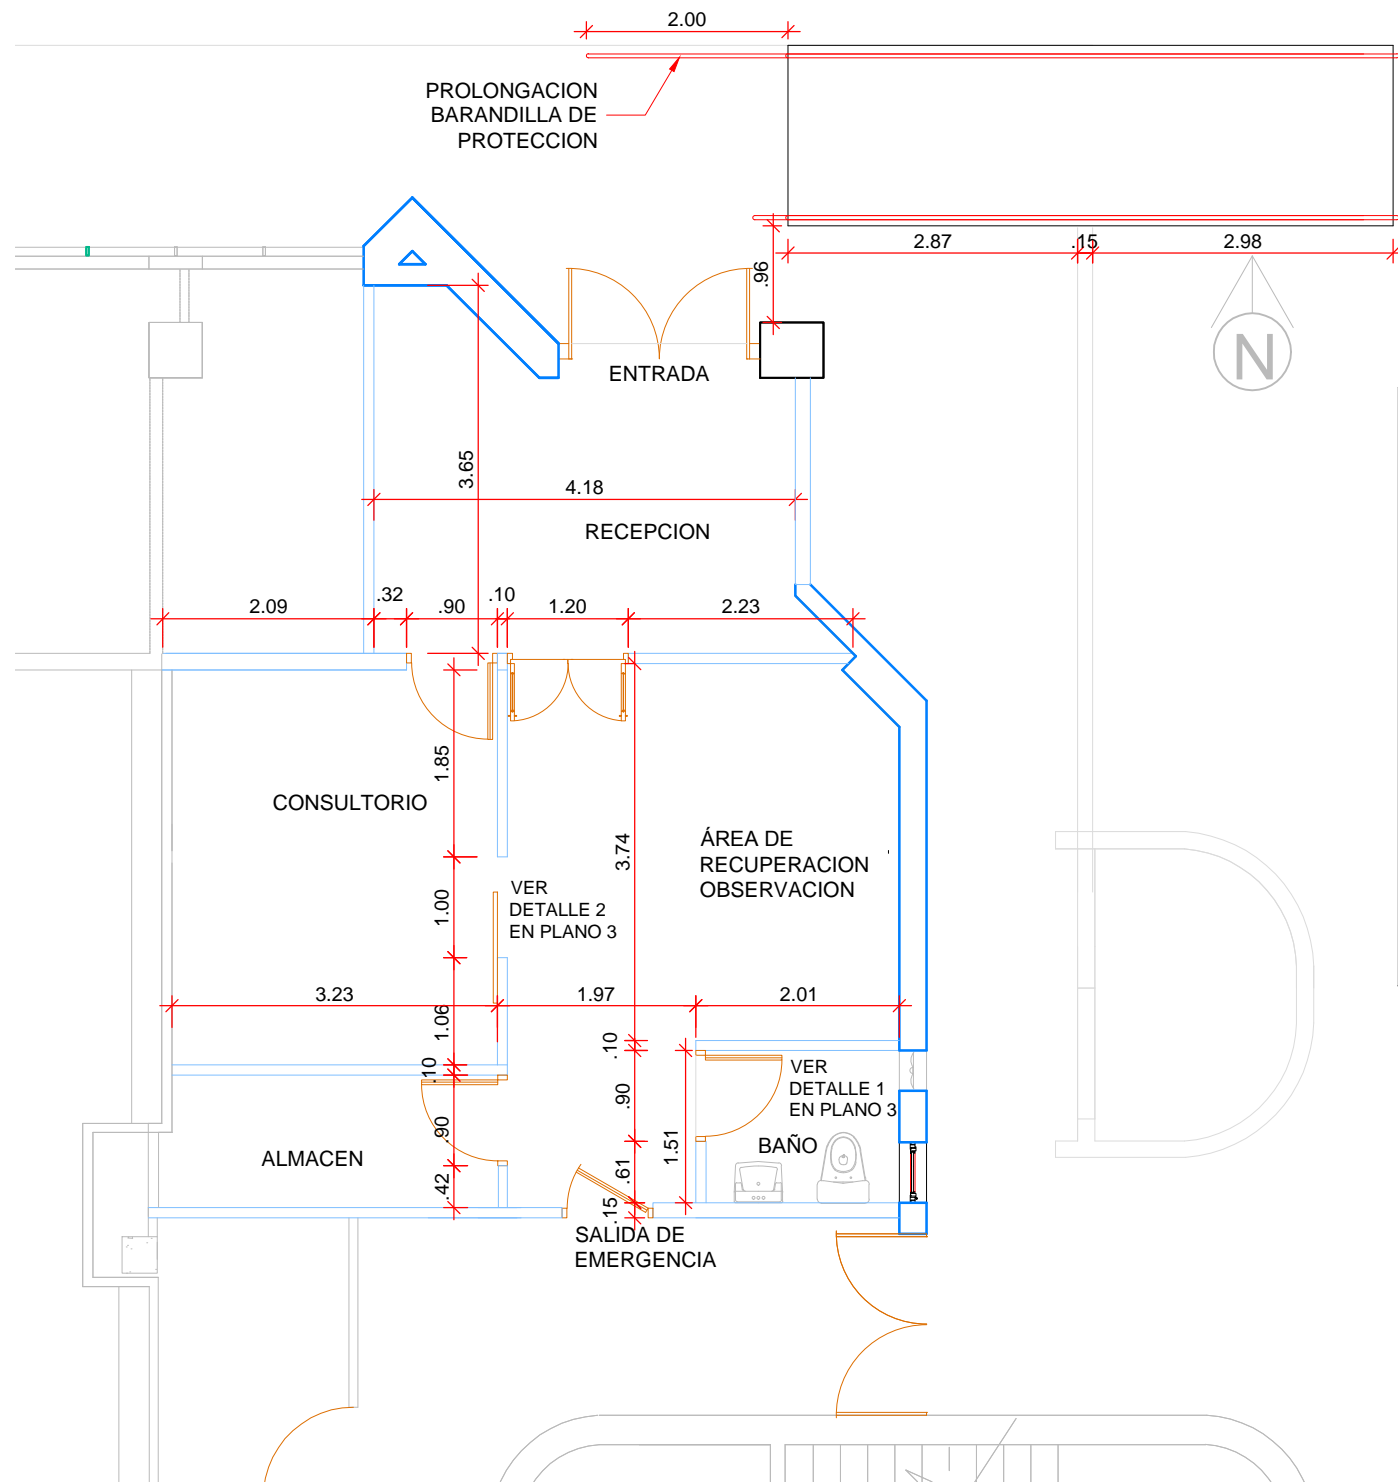 2.00
PROLONGACION
BARANDILLA DE
PROTECCION
2.87
.15
2.98
.96
N
ENTRADA
3.65
4.18
RECEPCION
2.09
.32
.90
.10
1.20
2.23
1.85
CONSULTORIO
3.74
ÁREA DE
RECUPERACION
OBSERVACION
1.00
VER
DETALLE 2
EN PLANO 3
3.23
1.97
2.01
1.06
.10
.10
VER
DETALLE 1
EN PLANO 3
.90
.90
1.51
BAÑO
ALMACEN
.42
.61
.15
SALIDA DE
EMERGENCIA